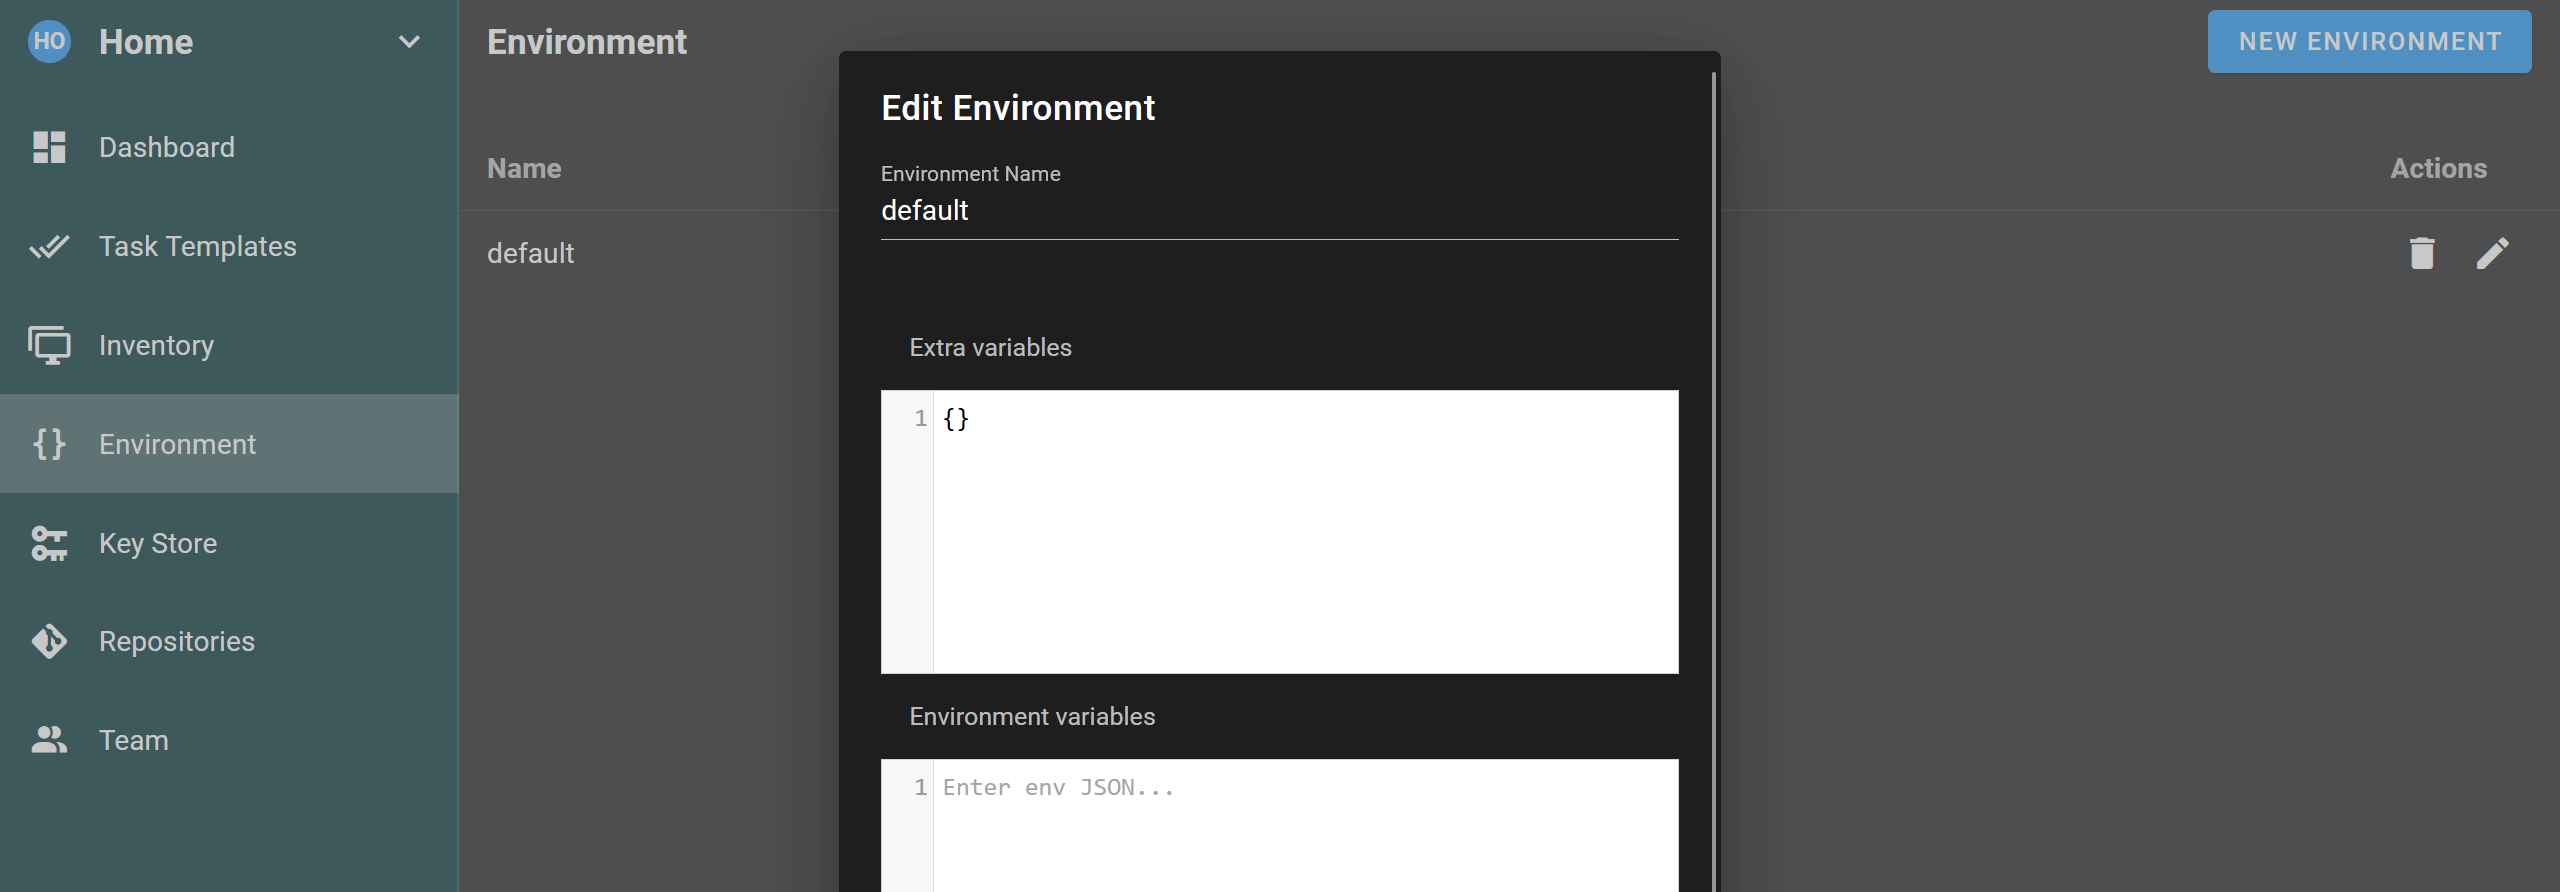 HO Home
Dashboard
Task Templates
Inventory
{} Environment
Key Store
Repositories
Team
Environment
NEW ENVIRONMENT
Name
Actions
default
Edit Environment
Environment Name
default
Extra variables
1 {}
Environment variables
1 Enter env JSON...